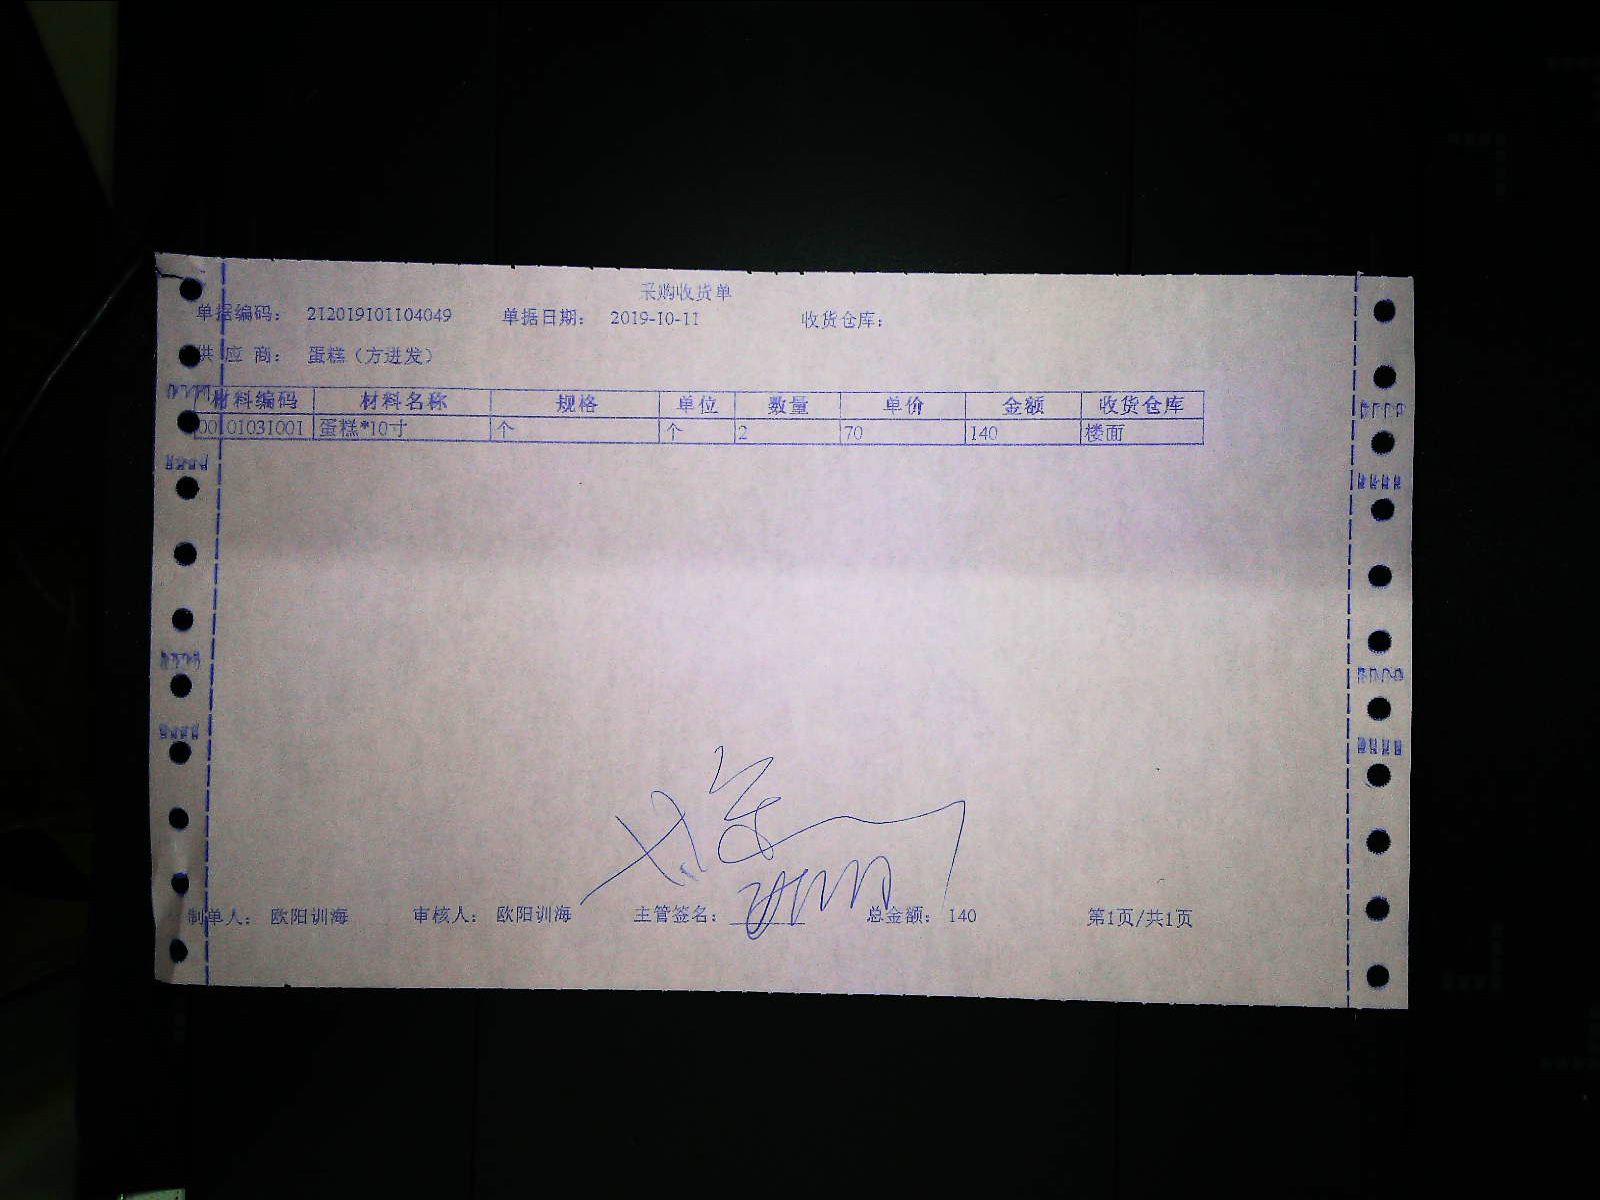 采购收货单
单据编码： 212019101104049 单据日期： 2019-10-11 收货仓库：
供 应 商： 蛋糕（方进发）
材料编码 材料名称 规格 单位 数量 单价 金额 收货仓库
00101031001 蛋糕*10寸 个 个 2 70 140 楼面
制单人： 欧阳训海 审核人： 欧阳训海 主管签名： 总金额： 140 第1页/共1页